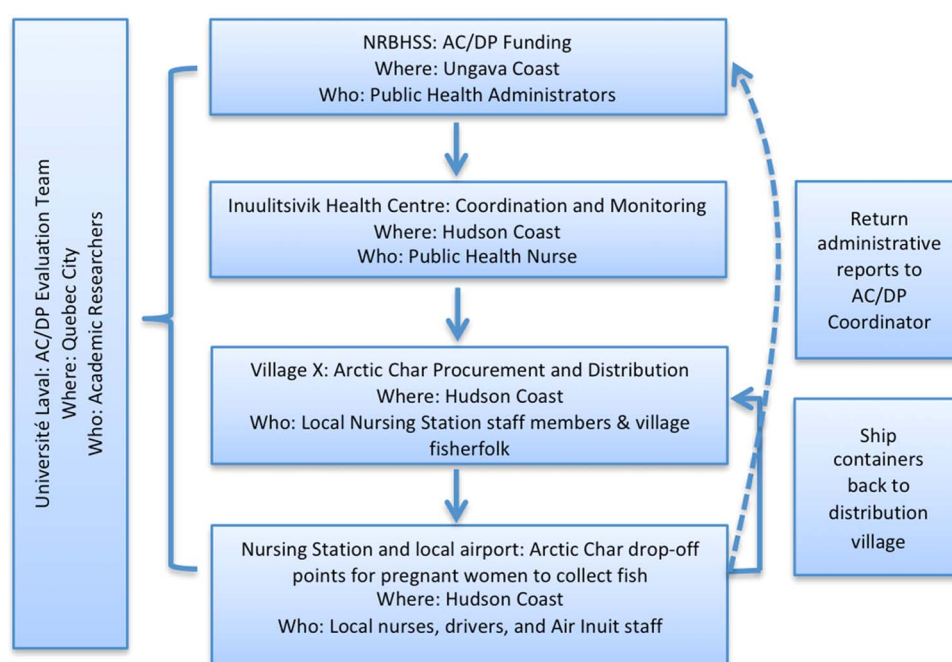 Université Laval: AC/DP Evaluation Team
Where: Quebec City
Who: Academic Researchers
NRBHSS: AC/DP Funding
Where: Ungava Coast
Who: Public Health Administrators
Inuulitsivik Health Centre: Coordination and Monitoring
Where: Hudson Coast
Who: Public Health Nurse
Village X: Arctic Char Procurement and Distribution
Where: Hudson Coast
Who: Local Nursing Station staff members & village
fisherfolk
Nursing Station and local airport: Arctic Char drop-off
points for pregnant women to collect fish
Where: Hudson Coast
Who: Local nurses, drivers, and Air Inuit staff
Return
administrative
reports to
AC/DP
Coordinator
Ship
containers
back to
distribution
village